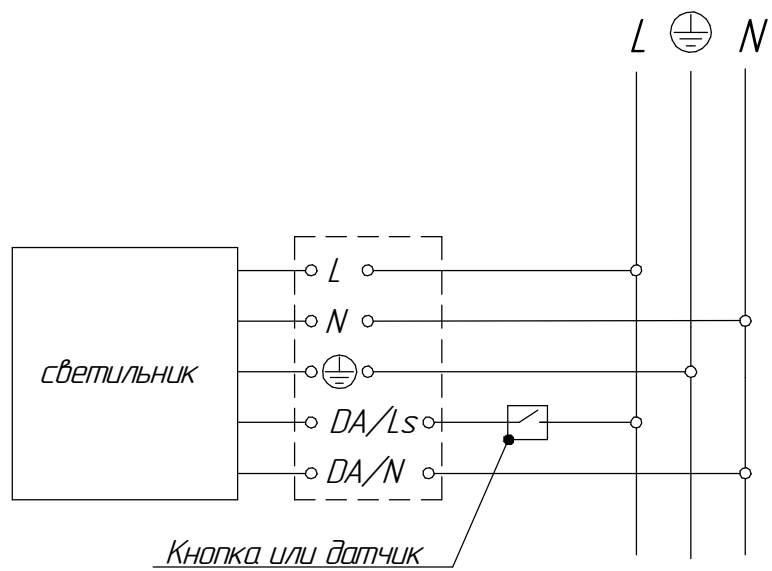 L N
L
N
светильник
DA/Ls
DA/N
Кнопка или датчик